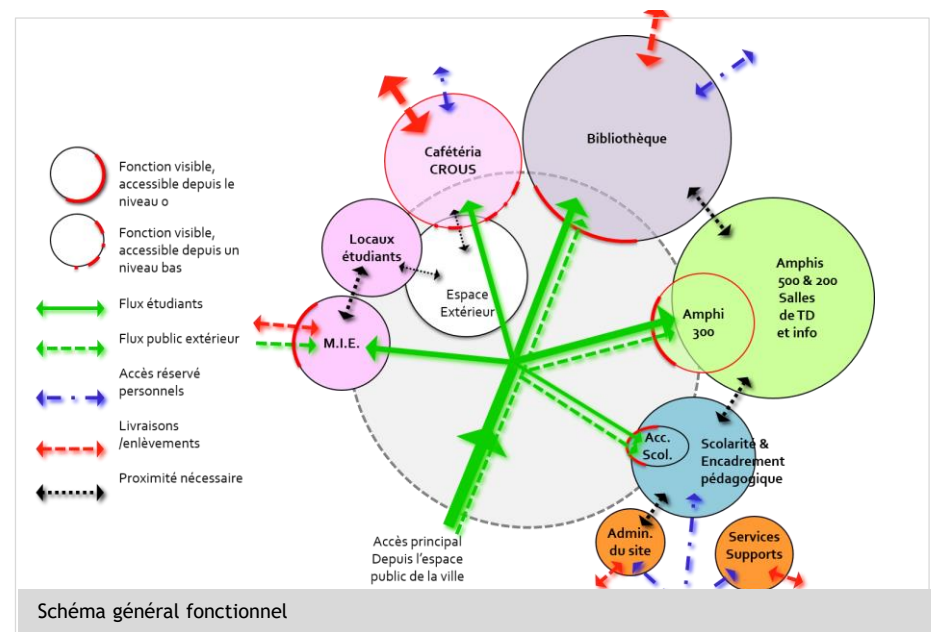 Fonction visible,
accessible depuis le
niveau 0
Fonction visible,
accessible depuis un
niveau bas
Flux étudiants
Flux public extérieur
Accès réservé
personnels
Livraisons
/enlèvements
Proximité nécessaire
Cafétéria
CROUS
Bibliothèque
Locaux
étudiants
Espace
Extérieur
M.I.E.
Amphi
300
Amphis
500 & 200
Salles
de TD
et info
Acc.
Scol.
Scolarité &
Encadrement
pédagogique
Admin.
du site
Services
Supports
Accès principal
Depuis l'espace
public de la ville
Schéma général fonctionnel